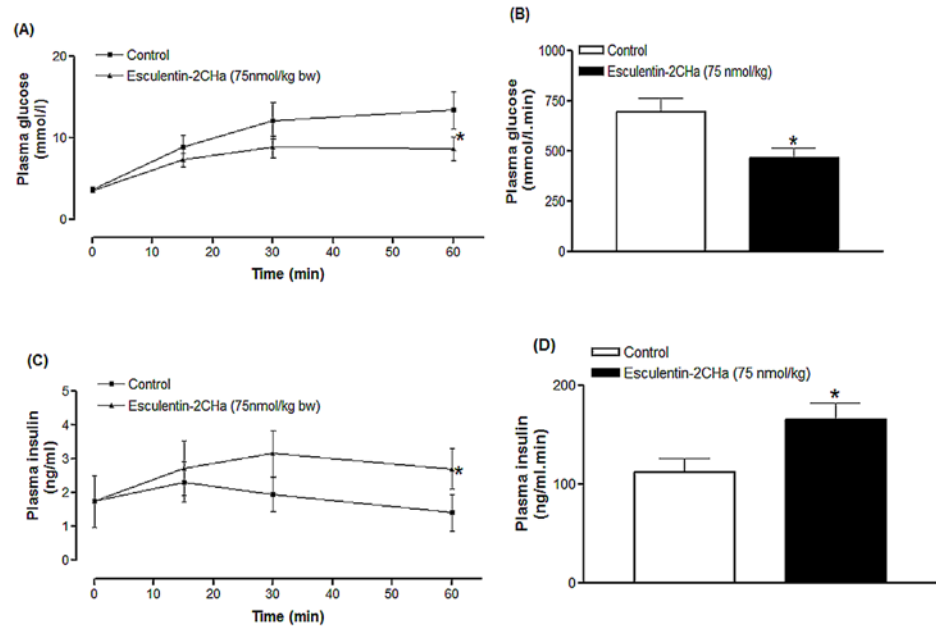 (A)
Control
Esculentin-2CHa (75nmol/kg bw)
Plasma glucose
(mmol/l)
20
10
0
0 10 20 30 40 50 60
*
Time (min)
(B)
Control
Esculentin-2CHa (75 nmol/kg)
Plasma glucose
(mmol/l.min)
1000
750
500
250
0
*
(C)
Control
Esculentin-2CHa (75nmol/kg bw)
Plasma insulin
(ng/ml)
5
4
3
2
1
0
0 10 20 30 40 50 60
*
Time (min)
(D)
Control
Esculentin-2CHa (75 nmol/kg)
Plasma insulin
(ng/ml.min)
200
100
0
*